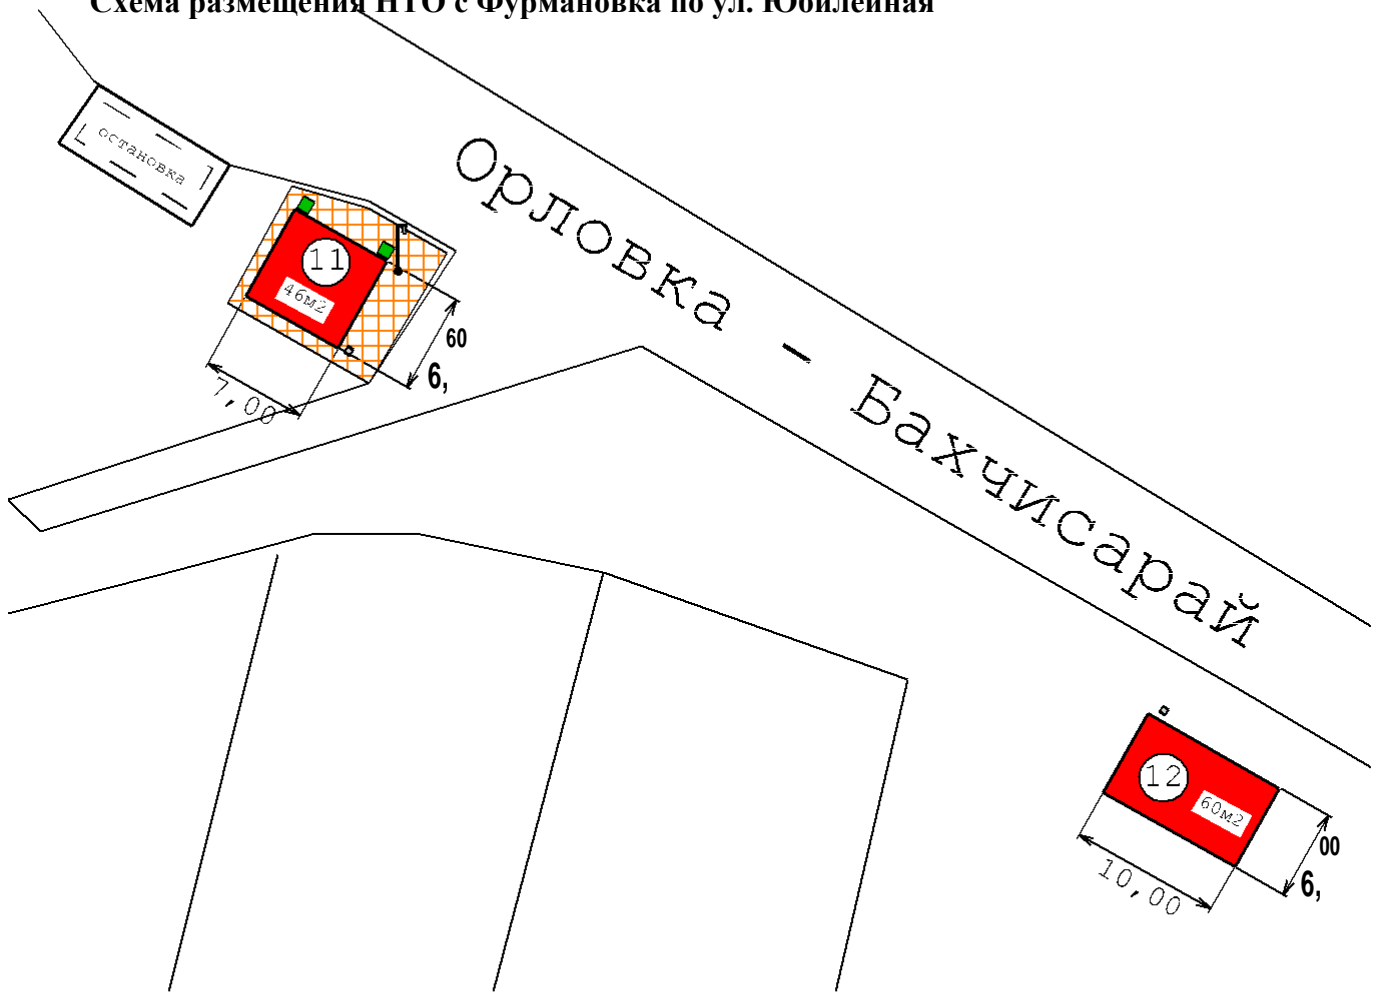 Схема размещения НТО с Фурмановка по ул. Юбилейная
остановка
Орловка - Бахчисарай
11
46м2
60
6,
7,00
12
60м2
00
6,
10,00